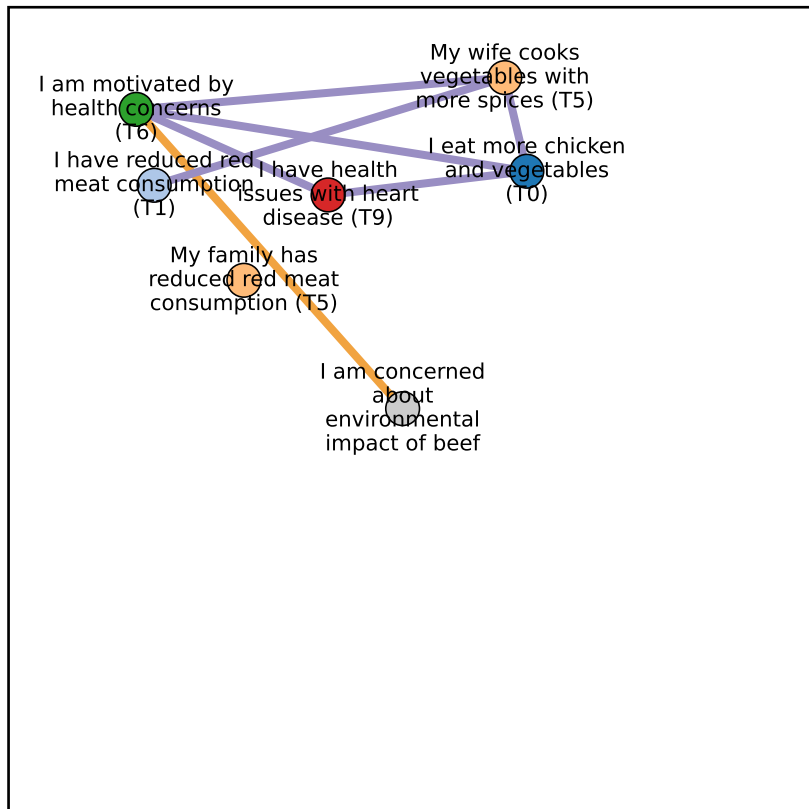 My wife cooks
vegetables with
more spices (T5)
I am motivated by
health concerns
(T6)
I eat more chicken
and vegetables
(T0)
I have reduced red
meat consumption
(T1)
I have health
issues with heart
disease (T9)
My family has
reduced red meat
consumption (T5)
I am concerned
about
environmental
impact of beef